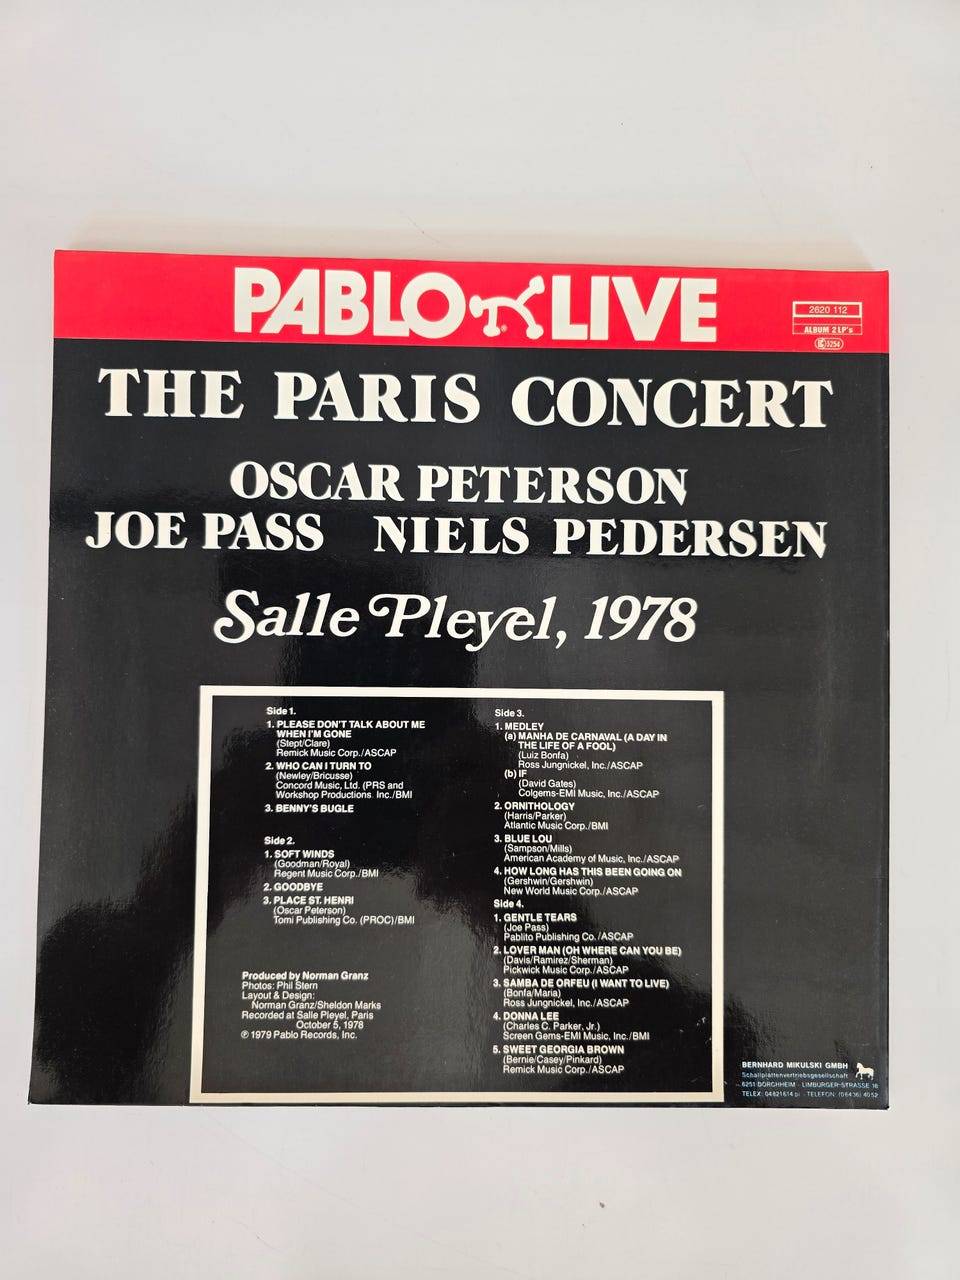 PABLO LIVE
2620 112
ALBUM 2 LP's
THE PARIS CONCERT
OSCAR PETERSON
JOE PASS NIELS PEDERSEN
Salle Pleyel, 1978
Side 1.
1. PLEASE DON'T TALK ABOUT ME
WHEN I'M GONE
(Stept/Clare)
Remick Music Corp./ASCAP
2. WHO CAN I TURN TO
(Newley/Bricusse)
Concord Music, Ltd. (PRS and
Workshop Productions. Inc./BMI
3. BENNY'S BUGLE
Side 2.
1. SOFT WINDS
(Goodman/Royal)
Regent Music Corp./BMI
2. GOODBYE
3. PLACE ST. HENRI
(Oscar Peterson)
Tomi Publishing Co. (PROC)/BMI
Produced by Norman Granz
Photos: Phil Stern
Layout & Design:
Norman Granz/Sheldon Marks
Recorded at Salle Pleyel, Paris
October 5, 1978
℗ 1979 Pablo Records, Inc.
Side 3.
1. MEDLEY
(a) MANHA DE CARNAVAL (A DAY IN
THE LIFE OF A FOOL)
(Luiz Bonfa)
Ross Jungnickel, Inc./ASCAP
(b) IF
(David Gates)
Colgems-EMI Music, Inc./ASCAP
2. ORNITHOLOGY
(Harris/Parker)
Atlantic Music Corp./BMI
3. BLUE LOU
(Sampson/Mills)
American Academy of Music, Inc./ASCAP
4. HOW LONG HAS THIS BEEN GOING ON
(Gershwin/Gershwin)
New World Music Corp./ASCAP
Side 4.
1. GENTLE TEARS
(Joe Pass)
Pablito Publishing Co./ASCAP
2. LOVER MAN (OH WHERE CAN YOU BE)
(Davis/Ramirez/Sherman)
Pickwick Music Corp./ASCAP
3. SAMBA DE ORFEU (I WANT TO LIVE)
(Bonfa/Maria)
Ross Jungnickel, Inc./ASCAP
4. DONNA LEE
(Charles C. Parker, Jr.)
Screen Gems-EMI Music, Inc./BMI
5. SWEET GEORGIA BROWN
(Bernie/Casey/Pinkard)
Remick Music Corp./ASCAP
BERNHARD MIKULSKI GMBH
Schallplattenvertriebsgesellschaft
6251 DORCHHEIM · LIMBURGER-STRASSE 18
TELEX: 04821614 pi · TELEFON: (06436) 4052